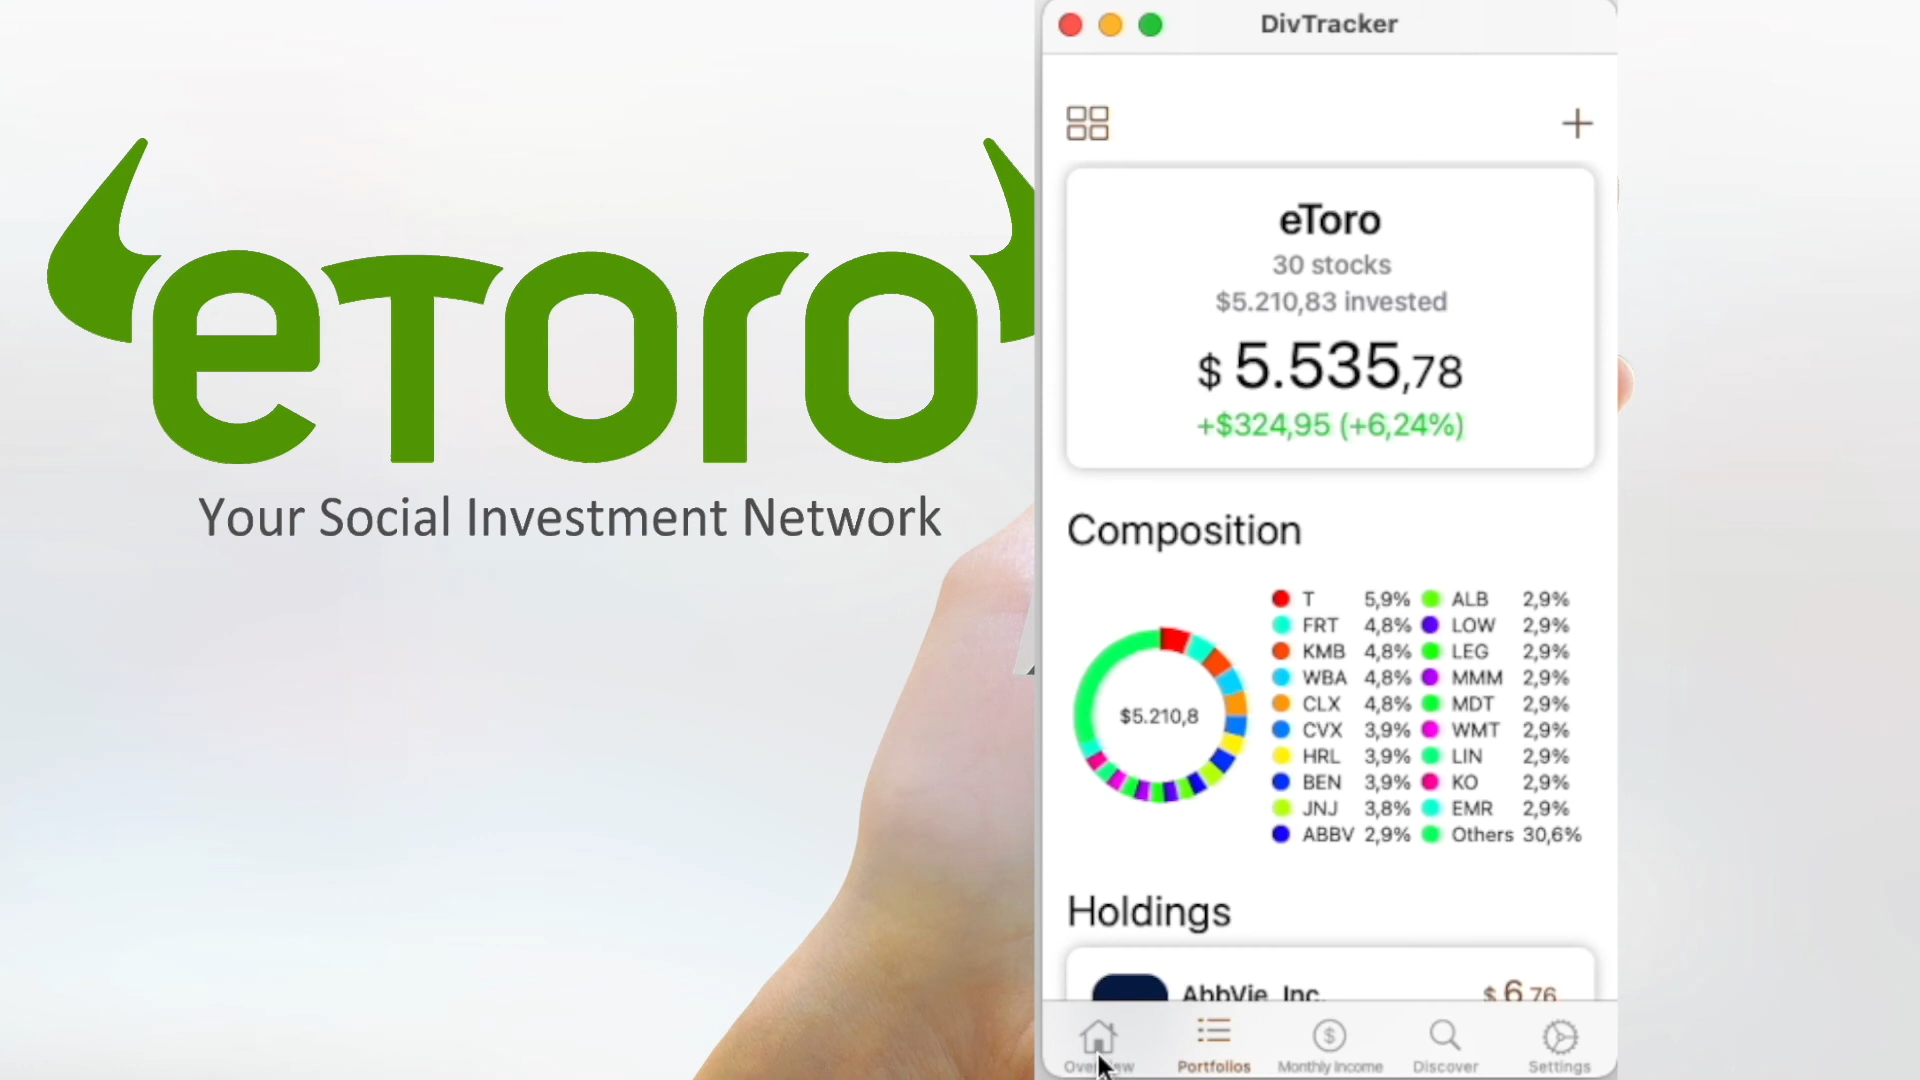 eToro
Your Social Investment Network
DivTracker
eToro
30 stocks
$5.210,83 invested
$ 5.535,78
+$324,95 (+6,24%)
Composition
$5.210,8
T 5,9% ALB 2,9%
FRT 4,8% LOW 2,9%
KMB 4,8% LEG 2,9%
WBA 4,8% MMM 2,9%
CLX 4,8% MDT 2,9%
CVX 3,9% WMT 2,9%
HRL 3,9% LIN 2,9%
BEN 3,9% KO 2,9%
JNJ 3,8% EMR 2,9%
ABBV 2,9% Others 30,6%
Holdings
AbbVie, Inc. $ 6,76
Overview Portfolios Monthly Income Discover Settings